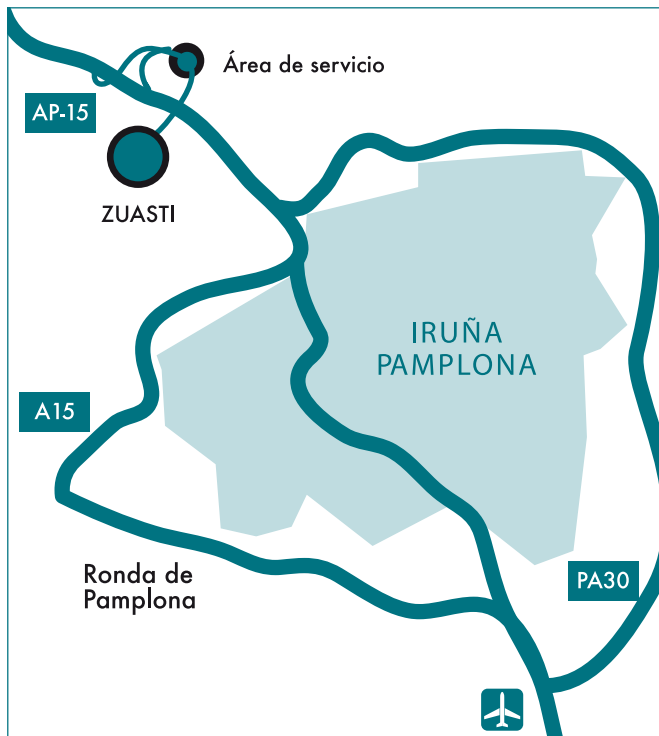 Área de servicio
AP-15
ZUASTI
IRUÑA
PAMPLONA
A15
Ronda de
Pamplona
PA30